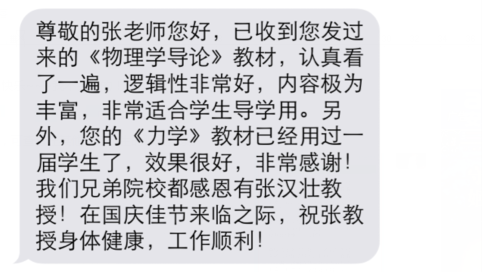 尊敬的张老师您好，已收到您发过
来的《物理学导论》教材，认真看
了一遍，逻辑性非常好，内容极为
丰富，非常适合学生导学用。另
外，您的《力学》教材已经用过一
届学生了，效果很好，非常感谢！
我们兄弟院校都感恩有张汉壮教
授！在国庆佳节来临之际，祝张教
授身体健康，工作顺利！